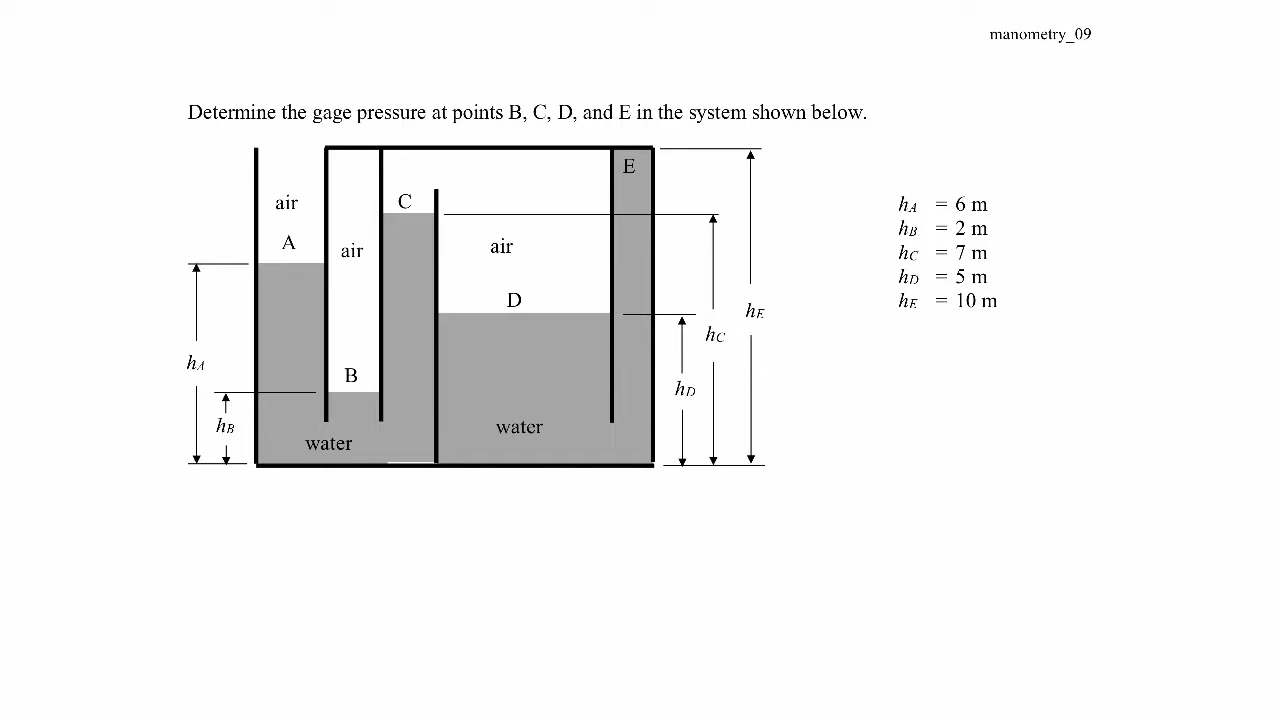 manometry_09
Determine the gage pressure at points B, C, D, and E in the system shown below.
E
air
C
A
air
air
D
B
water
water
hA
hB
hC
hD
hE
hA = 6 m
hB = 2 m
hC = 7 m
hD = 5 m
hE = 10 m